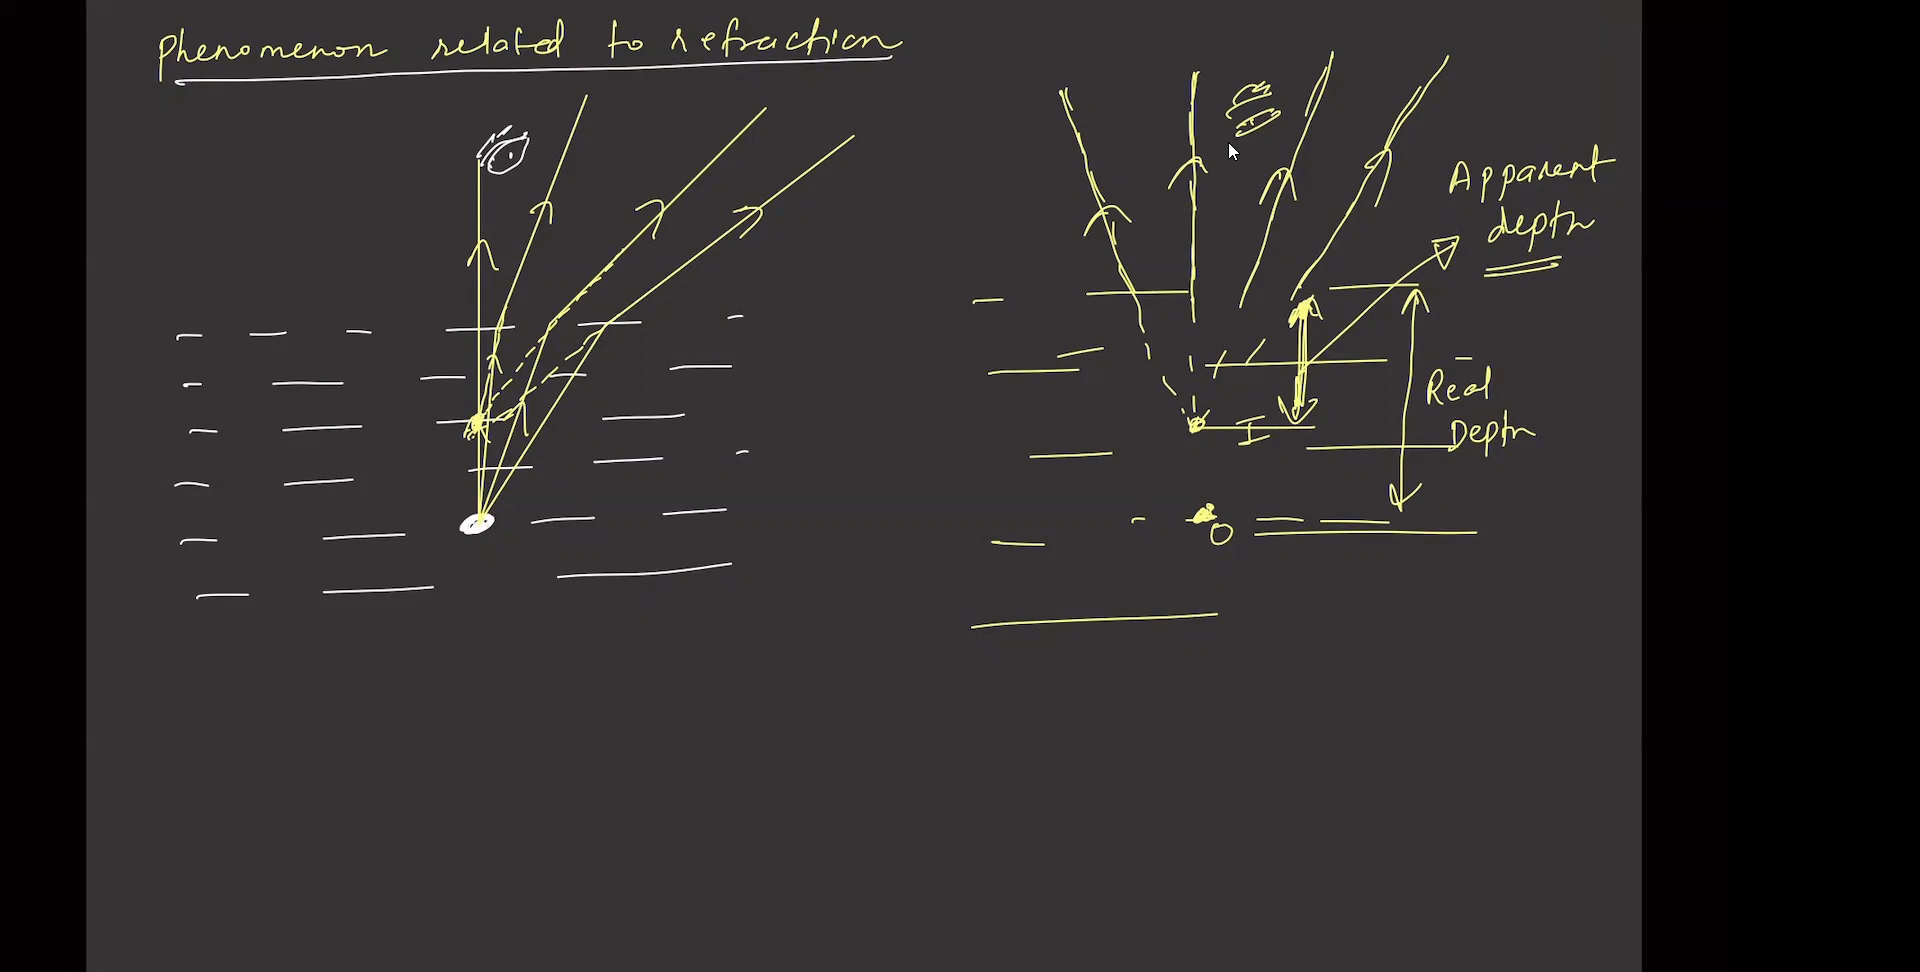 Phenomenon related to refraction
Apparent
depth
Real
Depth
I
O